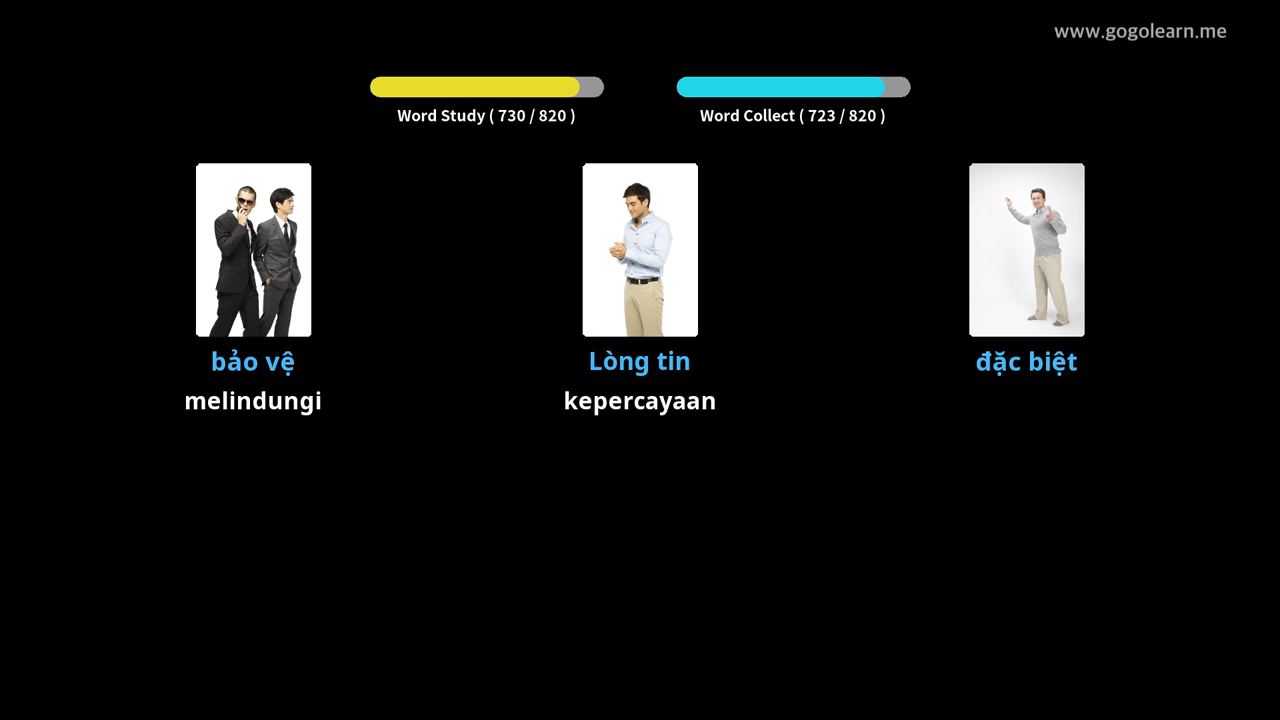 www.gogolearn.me
Word Study ( 730 / 820 )
Word Collect ( 723 / 820 )
bảo vệ
melindungi
Lòng tin
kepercayaan
đặc biệt